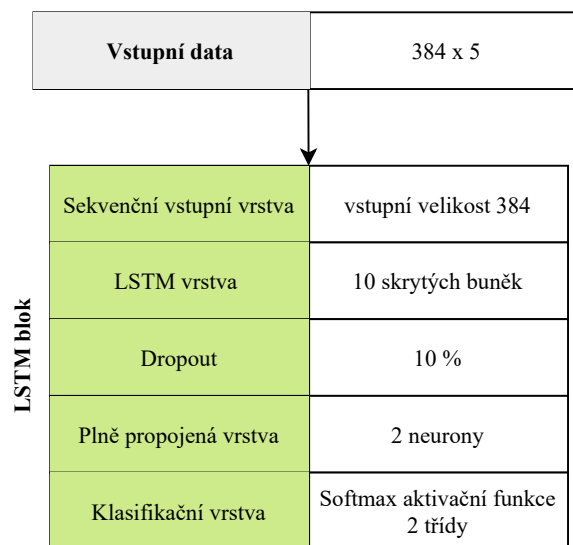 Vstupní data
384 x 5
LSTM blok
Sekvenční vstupní vrstva
vstupní velikost 384
LSTM vrstva
10 skrytých buněk
Dropout
10 %
Plně propojená vrstva
2 neurony
Klasifikační vrstva
Softmax aktivační funkce
2 třídy